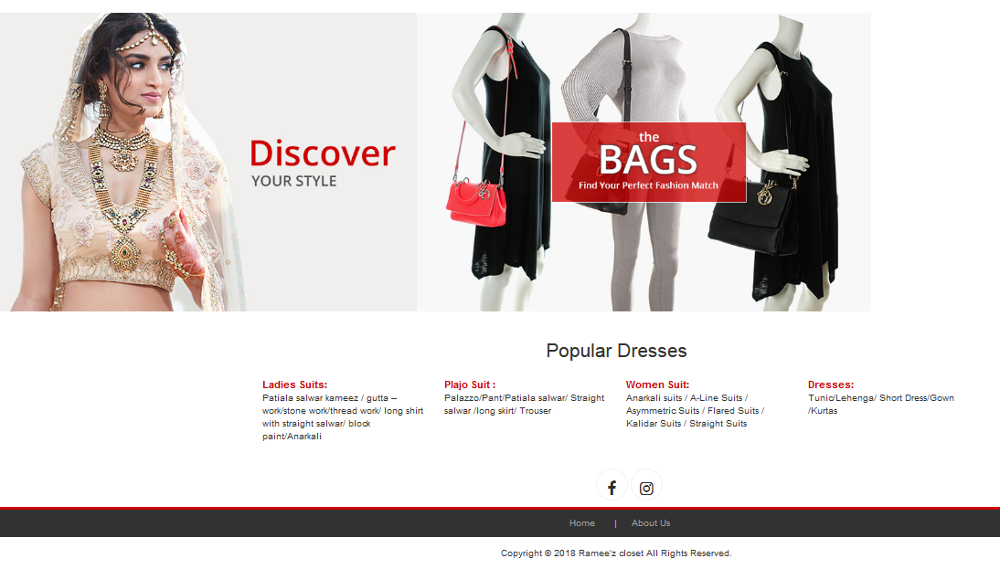 Discover
YOUR STYLE
the
BAGS
Find Your Perfect Fashion Match
Popular Dresses
Ladies Suits:
Patiala salwar kameez / gutta –
work/stone work/thread work/ long shirt
with straight salwar/ block
paint/Anarkali
Plajo Suit :
Palazzo/Pant/Patiala salwar/ Straight
salwar /long skirt/ Trouser
Women Suit:
Anarkali suits / A-Line Suits /
Asymmetric Suits / Flared Suits /
Kalidar Suits / Straight Suits
Dresses:
Tunic/Lehenga/ Short Dress/Gown
/Kurtas
Home | About Us
Copyright © 2018 Ramee'z closet All Rights Reserved.